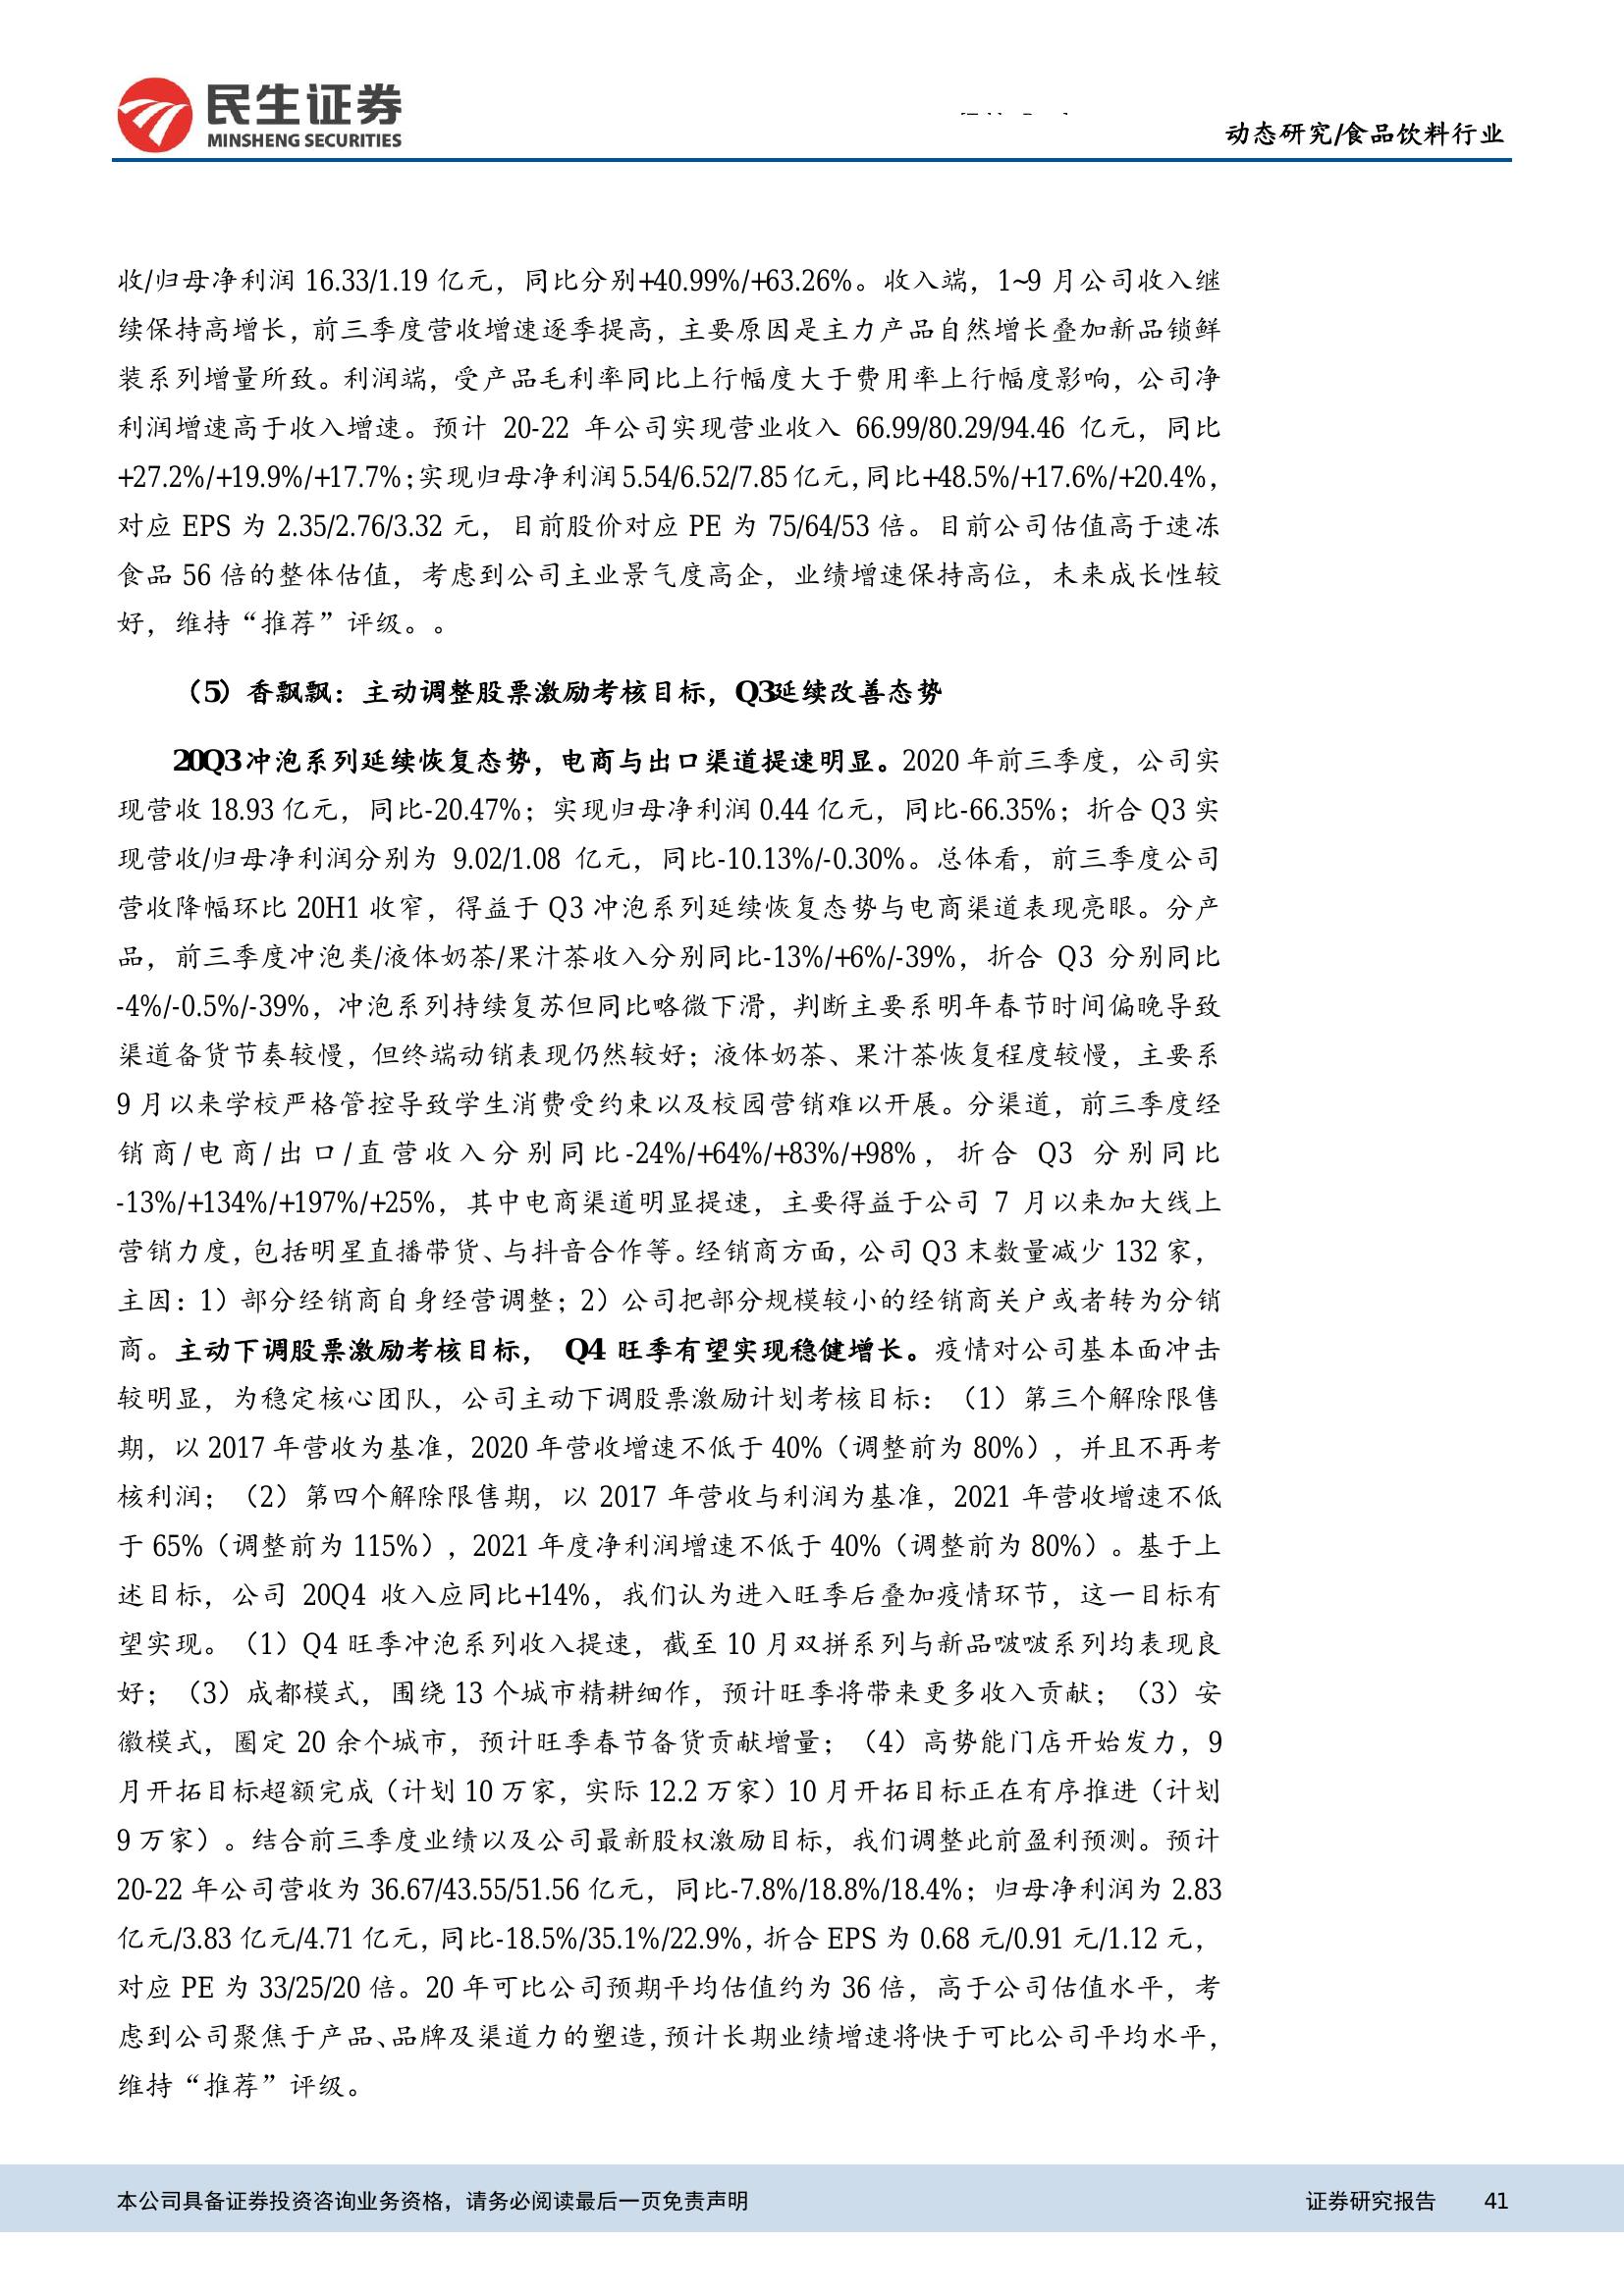 民生证券
MINSHENG SECURITIES
动态研究/食品饮料行业
收/归母净利润 16.33/1.19 亿元，同比分别+40.99%/+63.26%。收入端，1~9 月公司收入继
续保持高增长，前三季度营收增速逐季提高，主要原因是主力产品自然增长叠加新品锁鲜
装系列增量所致。利润端，受产品毛利率同比上行幅度大于费用率上行幅度影响，公司净
利润增速高于收入增速。预计 20-22 年公司实现营业收入 66.99/80.29/94.46 亿元，同比
+27.2%/+19.9%/+17.7%；实现归母净利润 5.54/6.52/7.85 亿元，同比+48.5%/+17.6%/+20.4%，
对应 EPS 为 2.35/2.76/3.32 元，目前股价对应 PE 为 75/64/53 倍。目前公司估值高于速冻
食品 56 倍的整体估值，考虑到公司主业景气度高企，业绩增速保持高位，未来成长性较
好，维持“推荐”评级。。
（5）香飘飘：主动调整股票激励考核目标，Q3延续改善态势
20Q3 冲泡系列延续恢复态势，电商与出口渠道提速明显。2020 年前三季度，公司实
现营收 18.93 亿元，同比-20.47%；实现归母净利润 0.44 亿元，同比-66.35%；折合 Q3 实
现营收/归母净利润分别为 9.02/1.08 亿元，同比-10.13%/-0.30%。总体看，前三季度公司
营收降幅环比 20H1 收窄，得益于 Q3 冲泡系列延续恢复态势与电商渠道表现亮眼。分产
品，前三季度冲泡类/液体奶茶/果汁茶收入分别同比-13%/+6%/-39%，折合 Q3 分别同比
-4%/-0.5%/-39%，冲泡系列持续复苏但同比略微下滑，判断主要系明年春节时间偏晚导致
渠道备货节奏较慢，但终端动销表现仍然较好；液体奶茶、果汁茶恢复程度较慢，主要系
9 月以来学校严格管控导致学生消费受约束以及校园营销难以开展。分渠道，前三季度经
销商/电商/出口/直营收入分别同比-24%/+64%/+83%/+98%，折合 Q3 分别同比
-13%/+134%/+197%/+25%，其中电商渠道明显提速，主要得益于公司 7 月以来加大线上
营销力度，包括明星直播带货、与抖音合作等。经销商方面，公司 Q3 末数量减少 132 家，
主因：1）部分经销商自身经营调整；2）公司把部分规模较小的经销商关户或者转为分销
商。主动下调股票激励考核目标， Q4 旺季有望实现稳健增长。疫情对公司基本面冲击
较明显，为稳定核心团队，公司主动下调股票激励计划考核目标：（1）第三个解除限售
期，以 2017 年营收为基准，2020 年营收增速不低于 40%（调整前为 80%），并且不再考
核利润；（2）第四个解除限售期，以 2017 年营收与利润为基准，2021 年营收增速不低
于 65%（调整前为 115%），2021 年度净利润增速不低于 40%（调整前为 80%）。基于上
述目标，公司 20Q4 收入应同比+14%，我们认为进入旺季后叠加疫情环节，这一目标有
望实现。（1）Q4 旺季冲泡系列收入提速，截至 10 月双拼系列与新品啵啵系列均表现良
好；（3）成都模式，围绕 13 个城市精耕细作，预计旺季将带来更多收入贡献；（3）安
徽模式，圈定 20 余个城市，预计旺季春节备货贡献增量；（4）高势能门店开始发力，9
月开拓目标超额完成（计划 10 万家，实际 12.2 万家）10 月开拓目标正在有序推进（计划
9 万家）。结合前三季度业绩以及公司最新股权激励目标，我们调整此前盈利预测。预计
20-22 年公司营收为 36.67/43.55/51.56 亿元，同比-7.8%/18.8%/18.4%；归母净利润为 2.83
亿元/3.83 亿元/4.71 亿元，同比-18.5%/35.1%/22.9%，折合 EPS 为 0.68 元/0.91 元/1.12 元，
对应 PE 为 33/25/20 倍。20 年可比公司预期平均估值约为 36 倍，高于公司估值水平，考
虑到公司聚焦于产品、品牌及渠道力的塑造，预计长期业绩增速将快于可比公司平均水平，
维持“推荐”评级。
本公司具备证券投资咨询业务资格，请务必阅读最后一页免责声明
证券研究报告 41